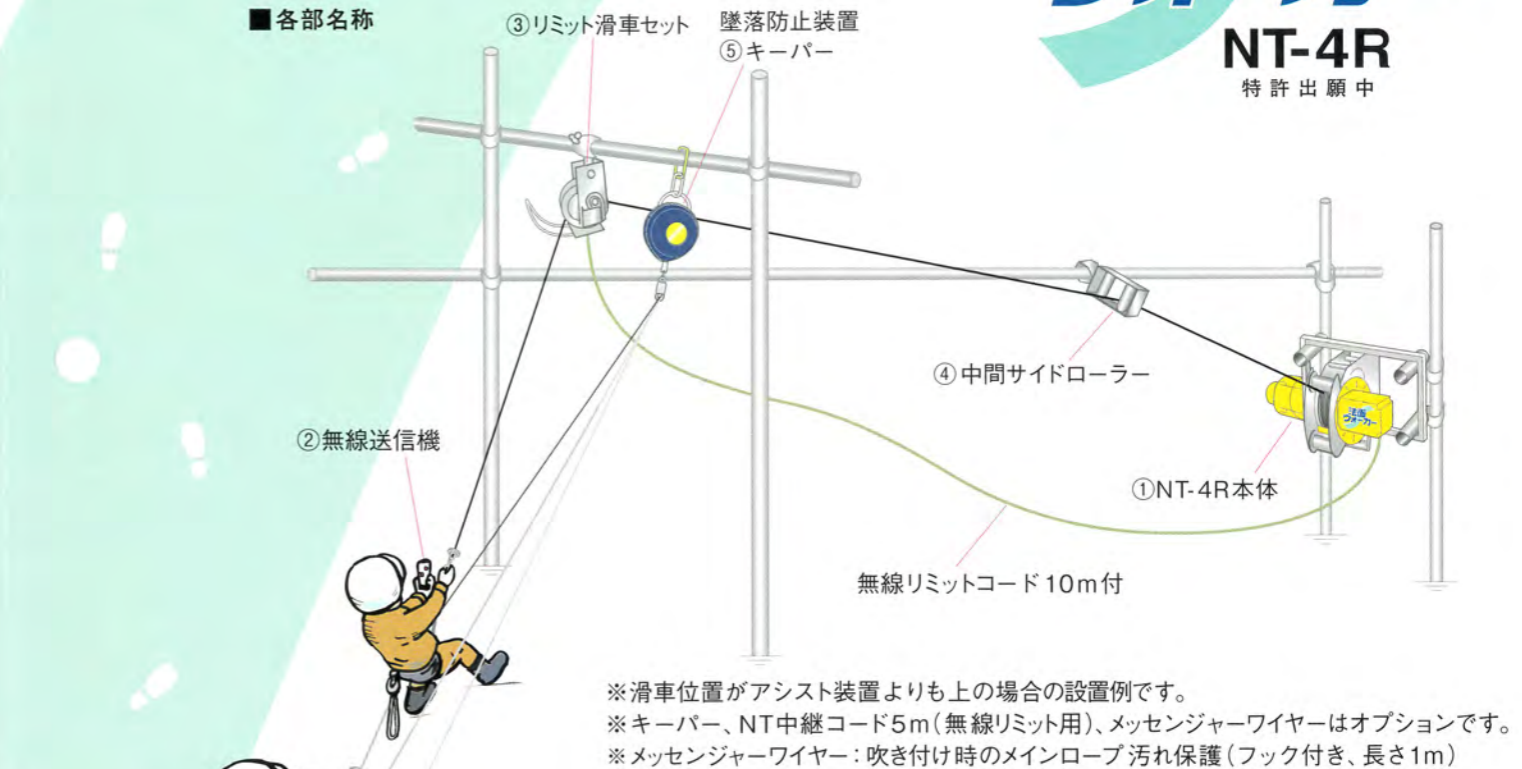 ■各部名称
③リミット滑車セット
墜落防止装置
⑤キーパー
NT-4R
特許出願中
④中間サイドローラー
②無線送信機
法面
ウォーカー
①NT-4R本体
無線リミットコード10m付
※滑車位置がアシスト装置よりも上の場合の設置例です。
※キーパー、NT中継コード5m(無線リミット用)、メッセンジャーワイヤーはオプションです。
※メッセンジャーワイヤー：吹き付け時のメインロープ汚れ保護(フック付き、長さ1m)